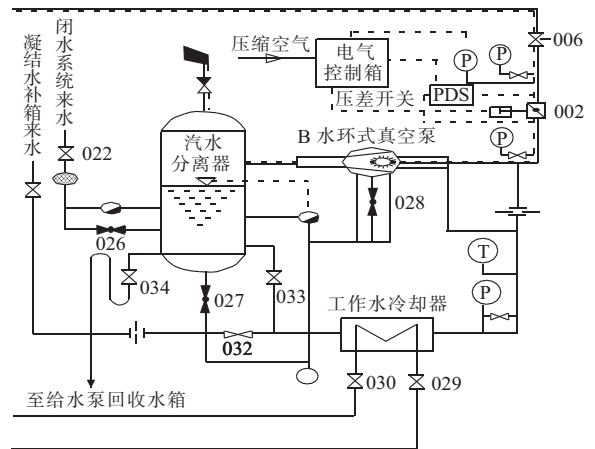 凝结水补箱来水
闭水系统来水
压缩空气
电气
控制箱
P
P
006
压差开关
PDS
002
022
汽水
分离器
B 水环式真空泵
P
028
026
T
034
027
033
P
工作水冷却器
032
030
029
至给水泵回收水箱